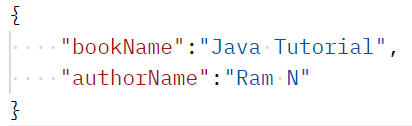 {
    "bookName":"Java Tutorial",
    "authorName":"Ram N"
}